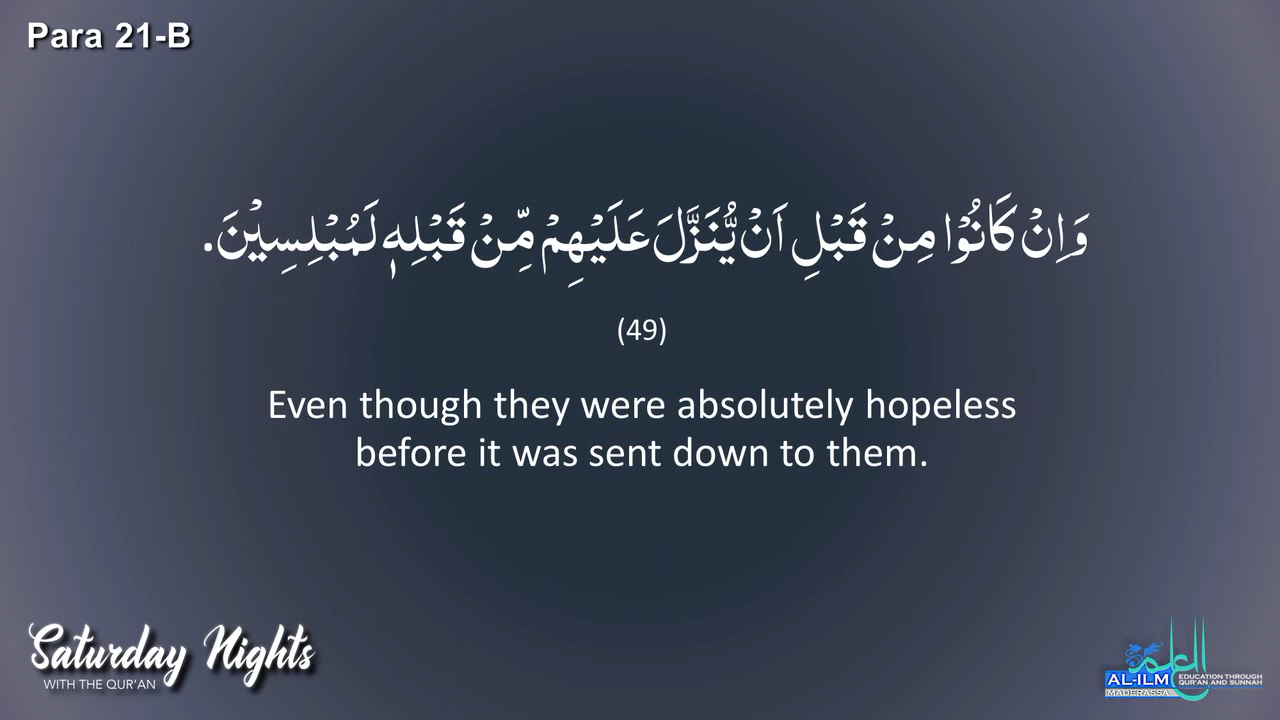 Para 21-B
وَاِنْ كَانُوْا مِنْ قَبْلِ اَنْ يُّنَزَّلَ عَلَيْهِمْ مِّنْ قَبْلِهٖ لَمُبْلِسِيْنَ.
(49)
Even though they were absolutely hopeless
before it was sent down to them.
Saturday Nights
WITH THE QUR'AN
العلم
AL-ILM
MADERASSA
EDUCATION THROUGH
QUR'AN AND SUNNAH